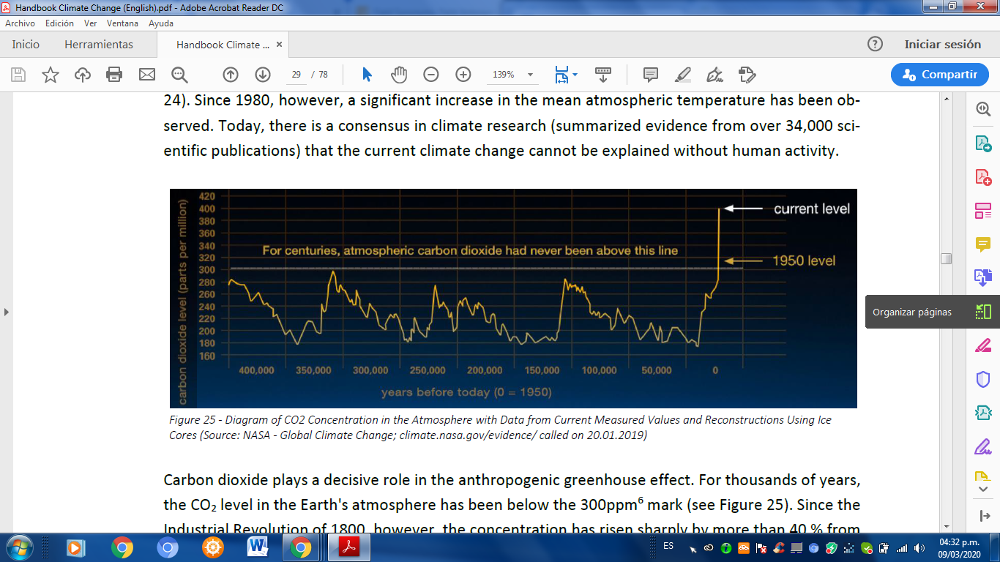 Handbook Climate Change (English).pdf - Adobe Acrobat Reader DC
Archivo Edición Ver Ventana Ayuda
Inicio Herramientas Handbook Climate ... × Iniciar sesión
29 / 78 139% Compartir
24). Since 1980, however, a significant increase in the mean atmospheric temperature has been ob-
served. Today, there is a consensus in climate research (summarized evidence from over 34,000 sci-
entific publications) that the current climate change cannot be explained without human activity.
carbon dioxide level (parts per million)
420
400
380
360
340
320
300
280
260
240
220
200
180
160
current level
For centuries, atmospheric carbon dioxide had never been above this line
1950 level
400,000 350,000 300,000 250,000 200,000 150,000 100,000 50,000 0
years before today (0 = 1950)
Organizar páginas
Figure 25 - Diagram of CO2 Concentration in the Atmosphere with Data from Current Measured Values and Reconstructions Using Ice
Cores (Source: NASA - Global Climate Change; climate.nasa.gov/evidence/ called on 20.01.2019)
Carbon dioxide plays a decisive role in the anthropogenic greenhouse effect. For thousands of years,
the CO₂ level in the Earth's atmosphere has been below the 300ppm⁶ mark (see Figure 25). Since the
Industrial Revolution of 1800, however, the concentration has risen sharply by more than 40 % from
ES
04:32 p.m.
09/03/2020